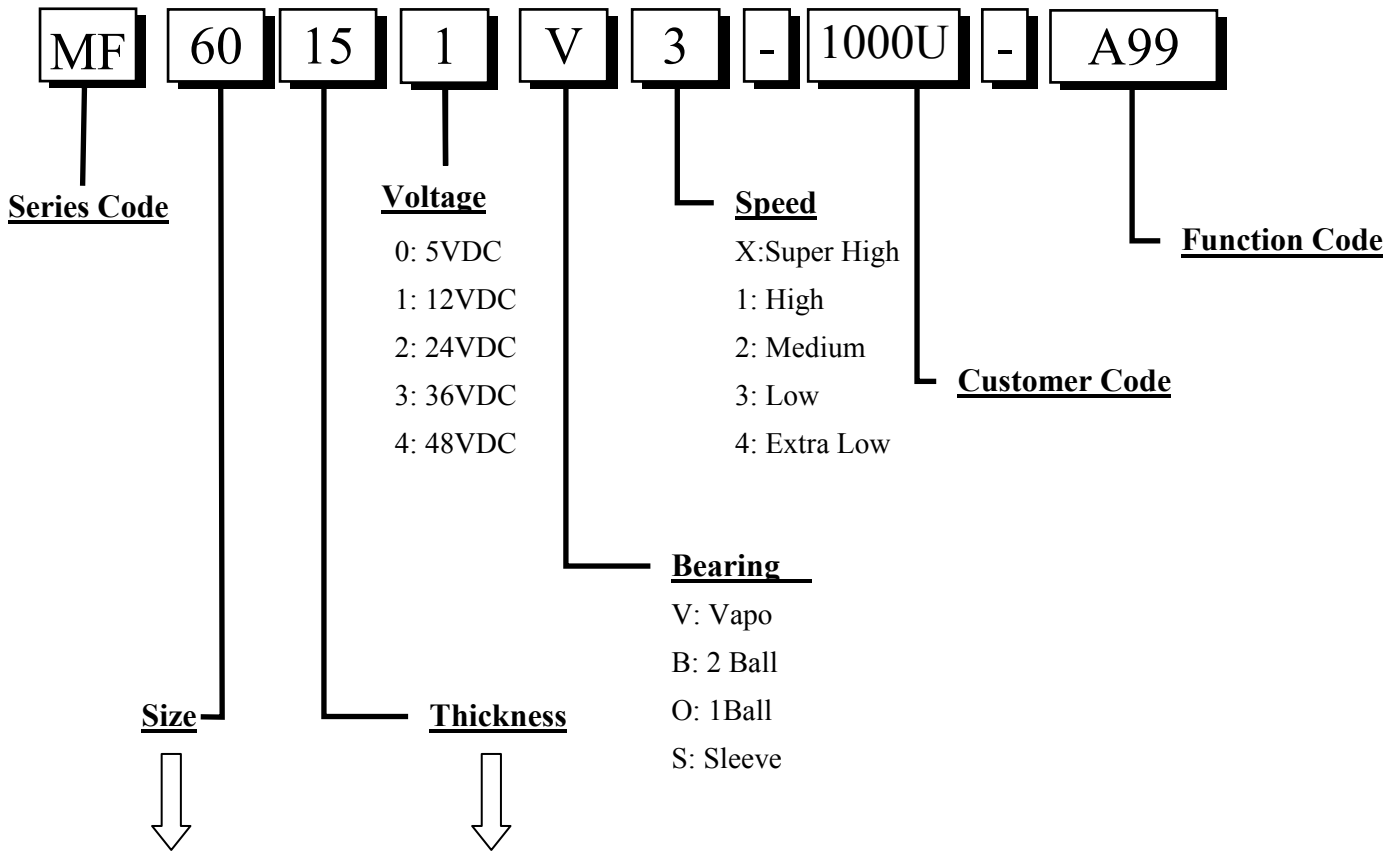 MF 60 15 1 V 3 - 1000U - A99
Series Code
Voltage
0: 5VDC
1: 12VDC
2: 24VDC
3: 36VDC
4: 48VDC
Speed
X:Super High
1: High
2: Medium
3: Low
4: Extra Low
Function Code
Customer Code
Bearing
V: Vapo
B: 2 Ball
O: 1Ball
S: Sleeve
Size
Thickness